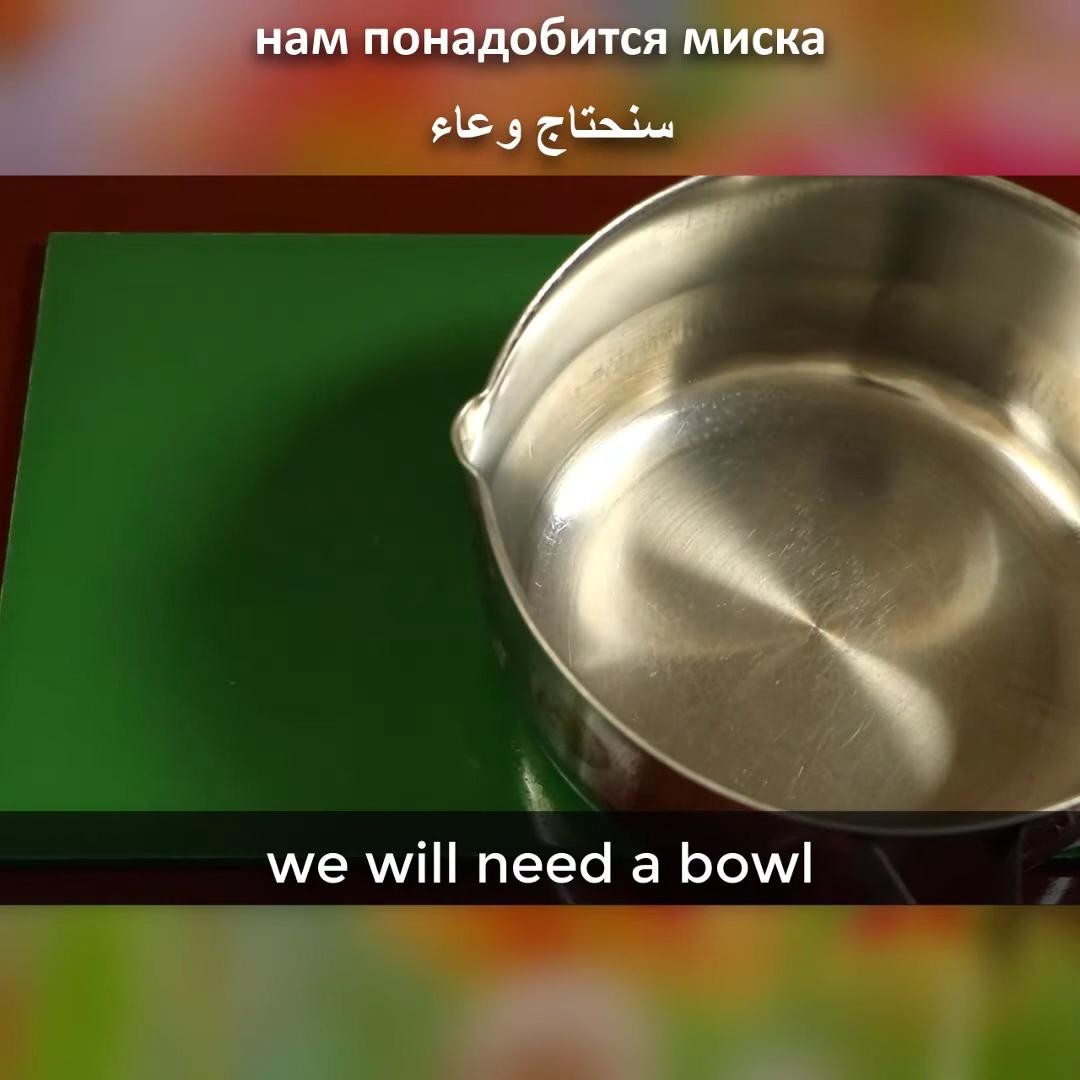 нам понадобится миска
سنحتاج وعاء
we will need a bowl